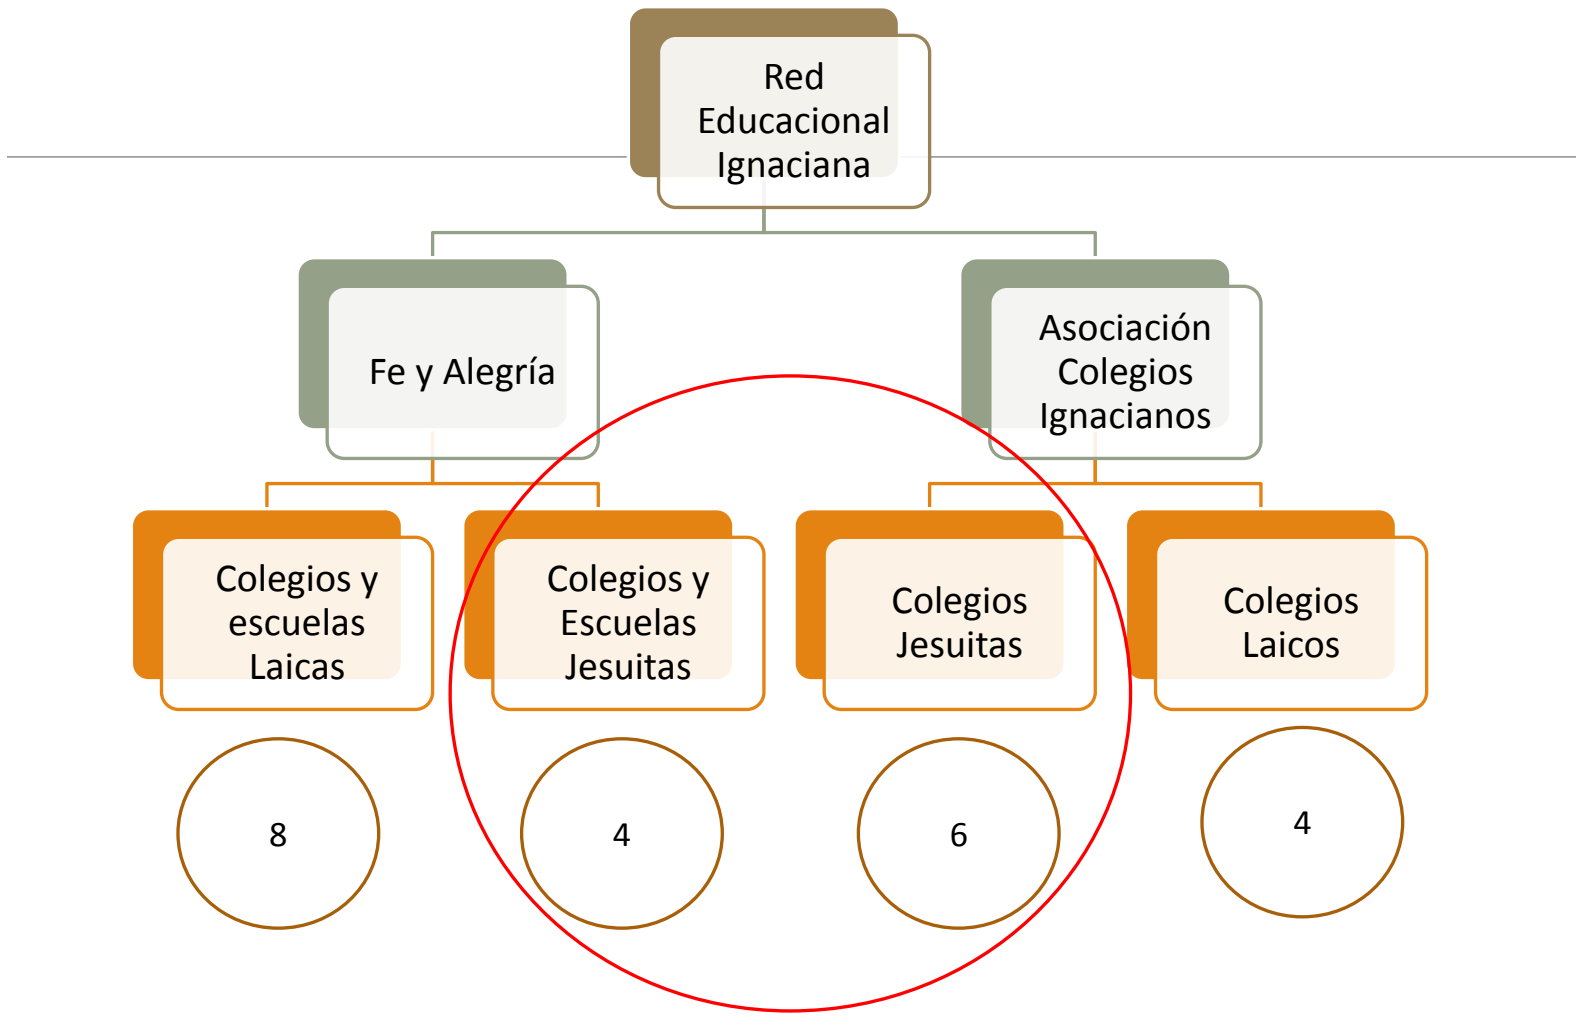 Red
Educacional
Ignaciana
Fe y Alegría
Asociación
Colegios
Ignacianos
Colegios y
escuelas
Laicas
Colegios y
Escuelas
Jesuitas
Colegios
Jesuitas
Colegios
Laicos
8
4
6
4